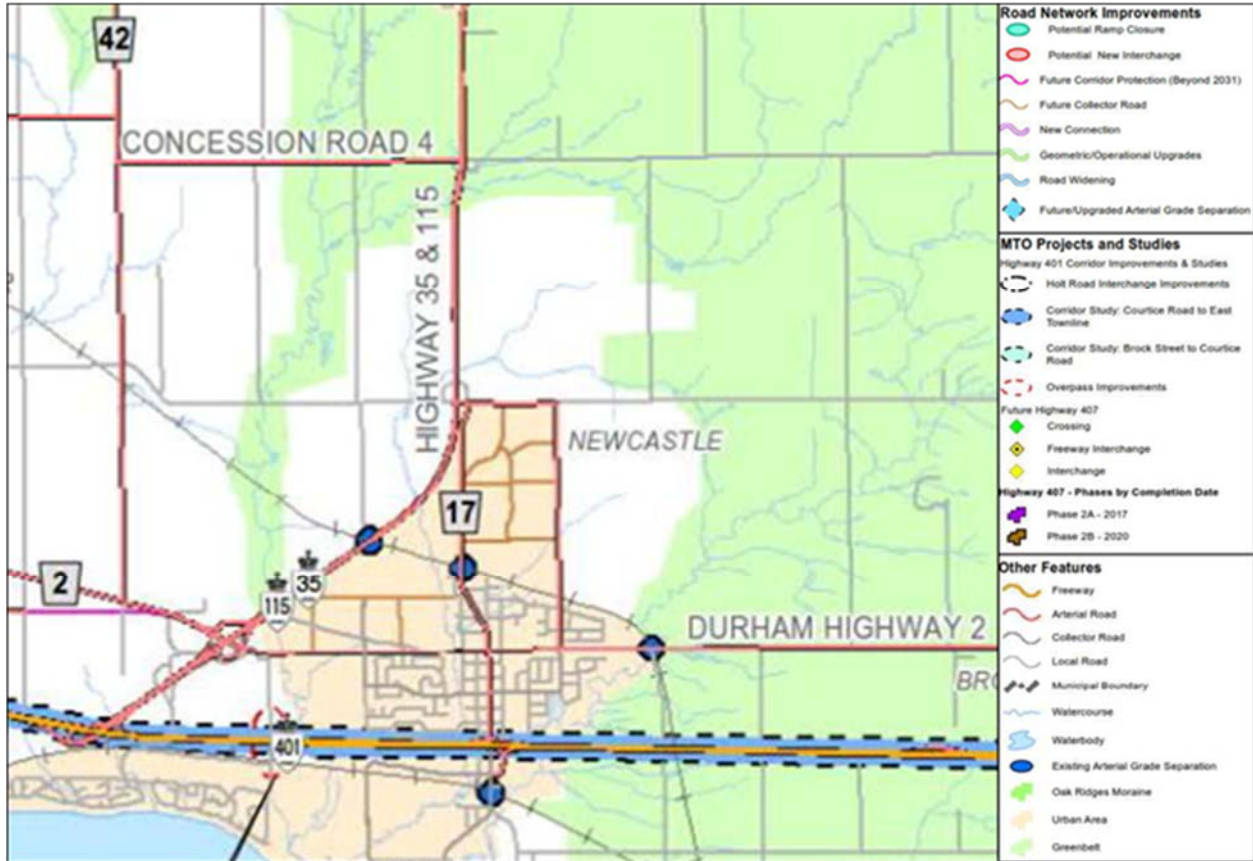 42
CONCESSION ROAD 4
HIGHWAY 35 & 115
NEWCASTLE
17
35
115
2
DURHAM HIGHWAY 2
BRO
401
Road Network Improvements
Potential Ramp Closure
Potential New Interchange
Future Corridor Protection (Beyond 2031)
Future Collector Road
New Connection
Geometric/Operational Upgrades
Road Widening
Future/Upgraded Arterial Grade Separation
MTO Projects and Studies
Highway 401 Corridor Improvements & Studies
Holt Road Interchange Improvements
Corridor Study: Courtice Road to East
Townline
Corridor Study: Brock Street to Courtice
Road
Overpass Improvements
Future Highway 407
Crossing
Freeway Interchange
Interchange
Highway 407 - Phases by Completion Date
Phase 2A - 2017
Phase 2B - 2020
Other Features
Freeway
Arterial Road
Collector Road
Local Road
Municipal Boundary
Watercourse
Waterbody
Existing Arterial Grade Separation
Oak Ridges Moraine
Urban Area
Greenbelt